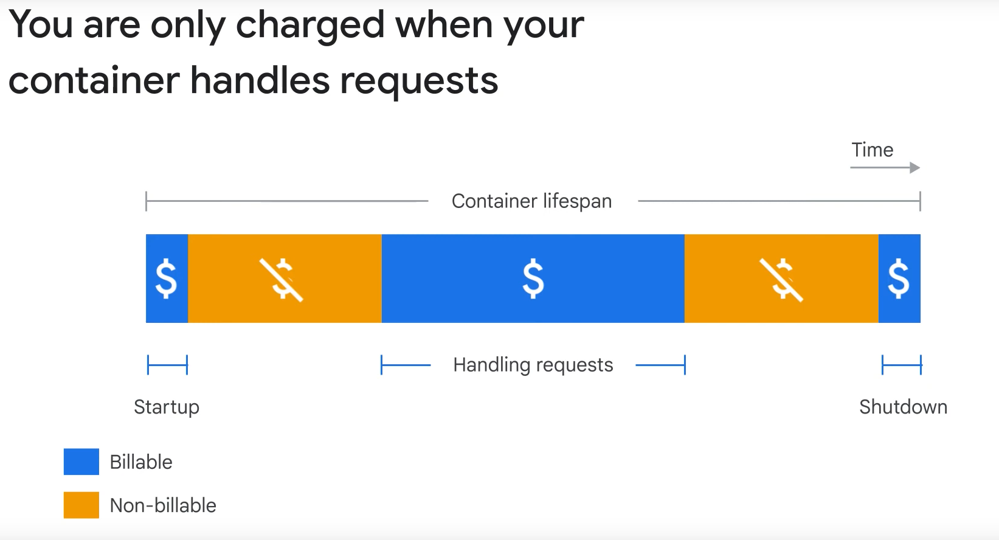 You are only charged when your
container handles requests
Time
Container lifespan
$ $ $ $ $
Handling requests
Startup
Shutdown
Billable
Non-billable